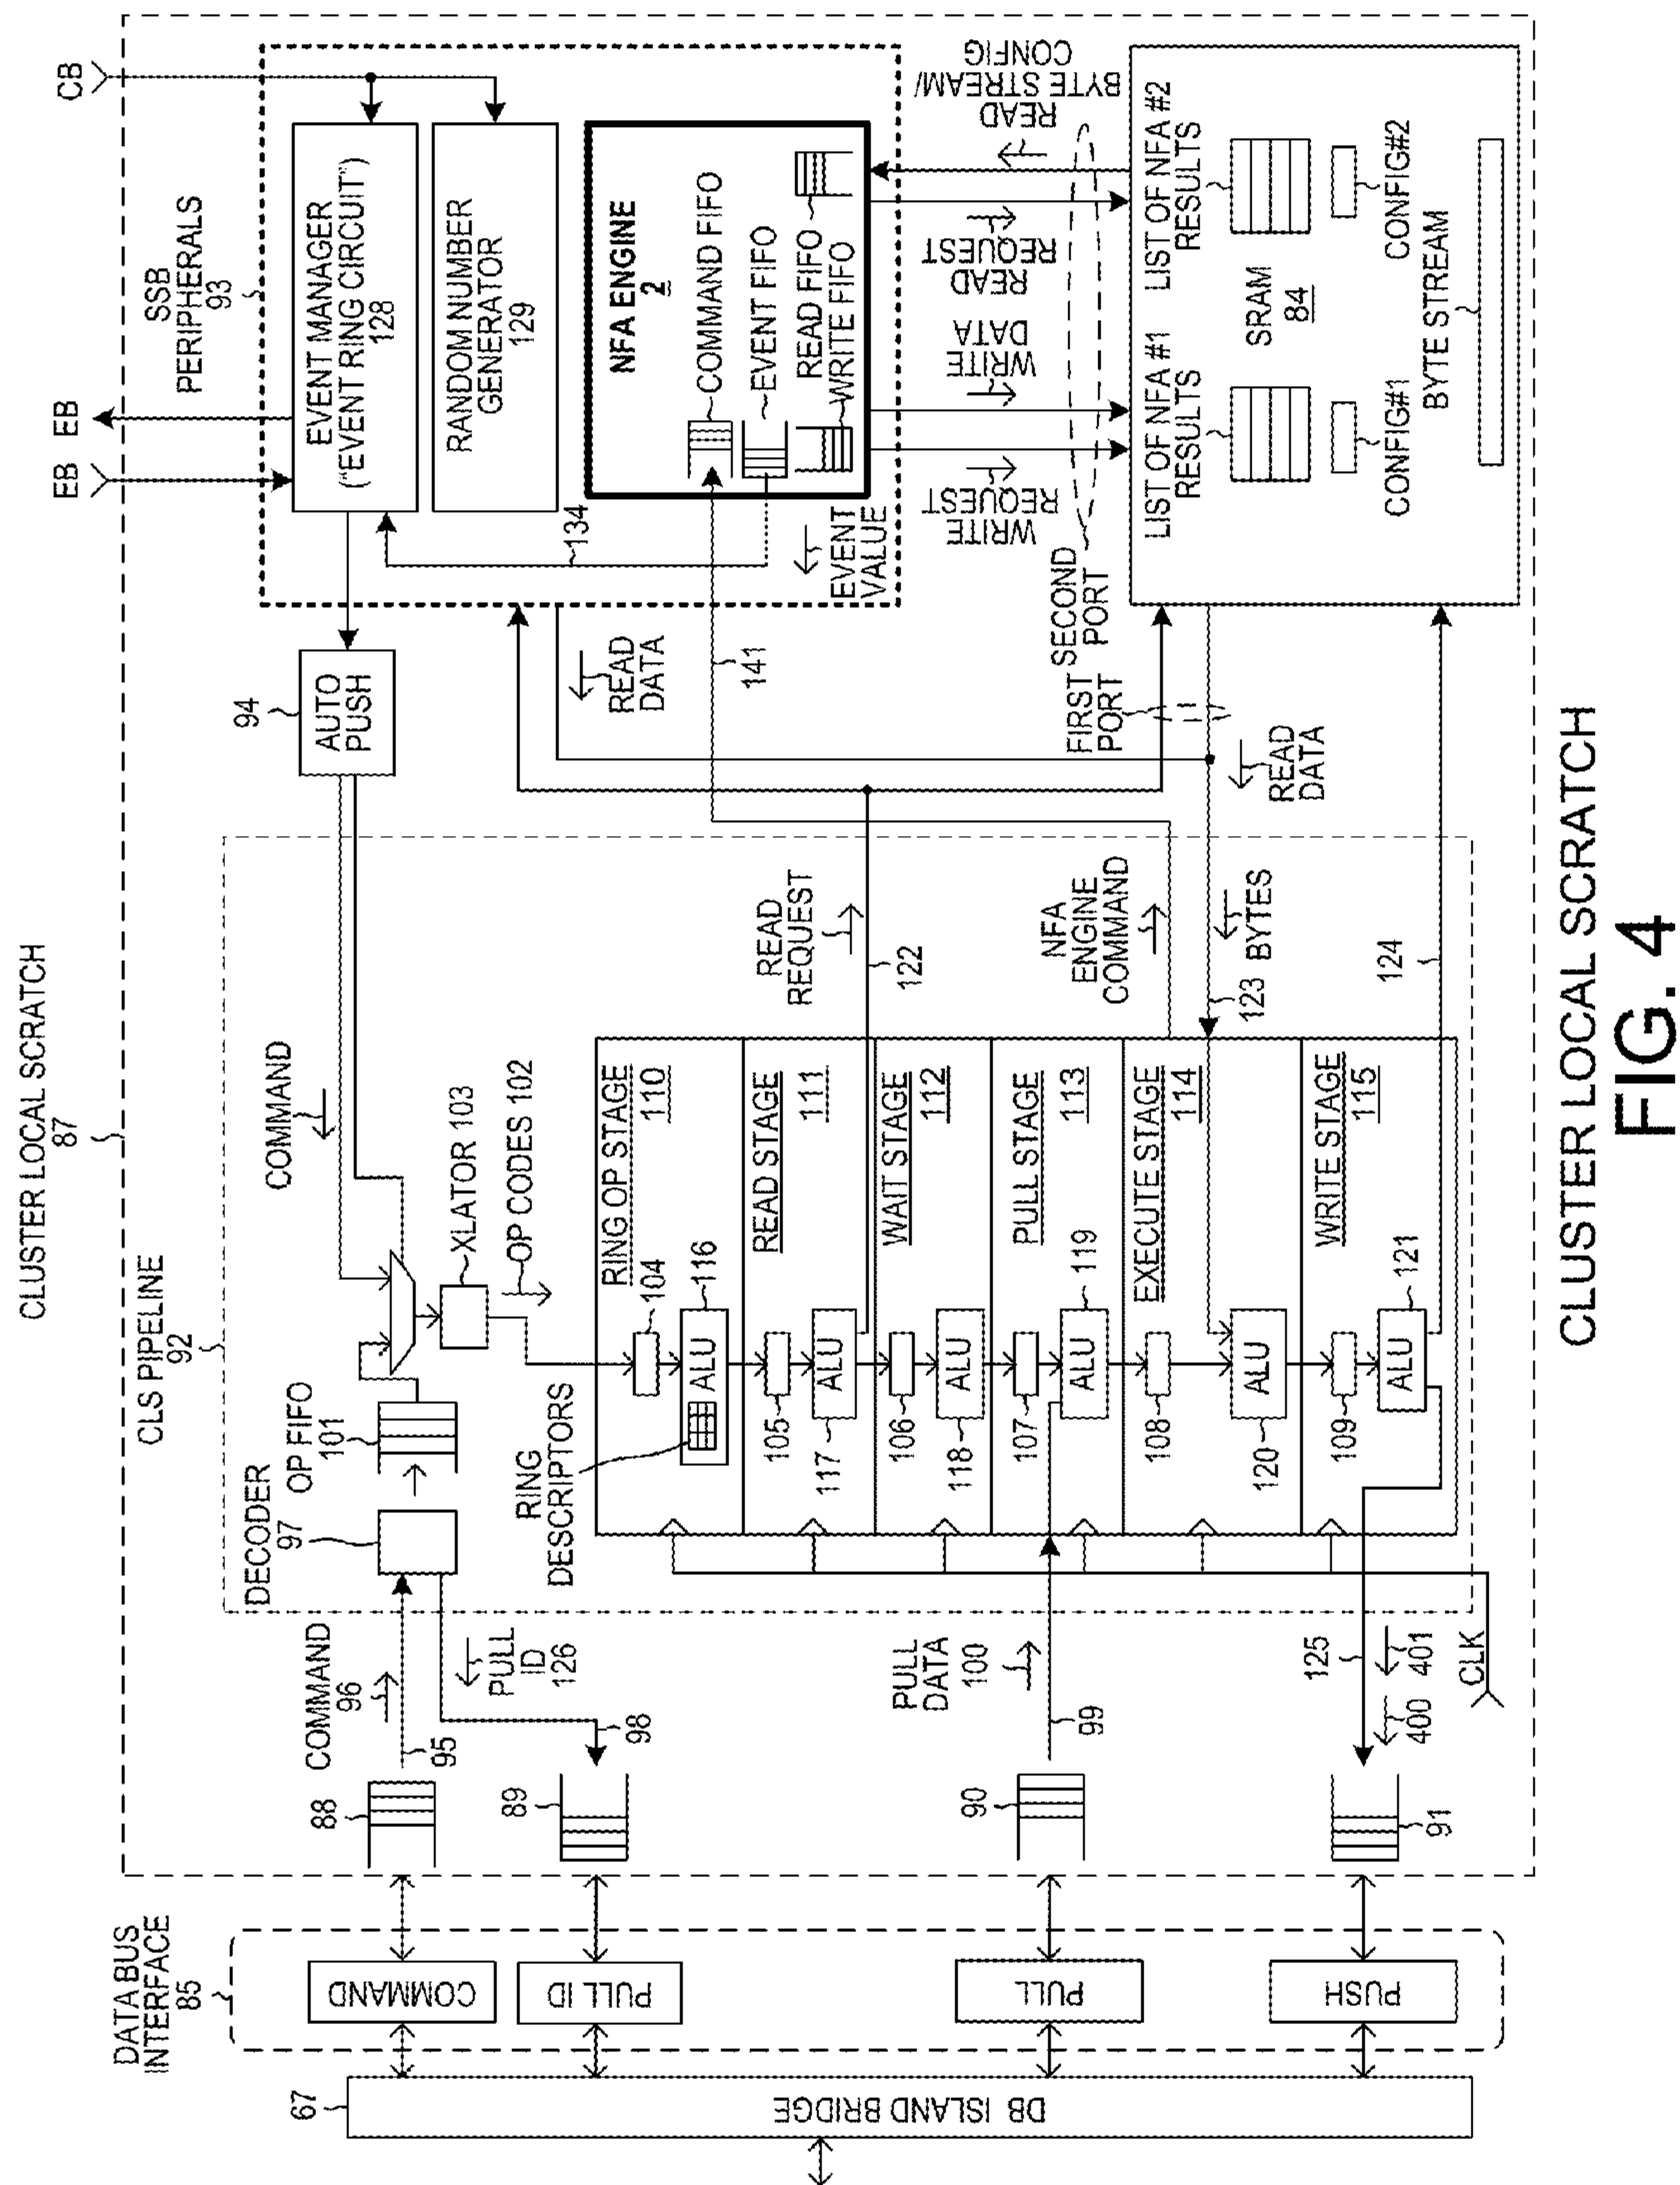 CLUSTER LOCAL SCRATCH
87
DATA BUS
INTERFACE
85
67
DB ISLAND BRIDGE
COMMAND
PULL ID
PULL
PUSH
88
89
90
91
COMMAND
96
95
PULL
ID
126
98
PULL
DATA
100
99
125
401
400
CLK
CLS PIPELINE
92
DECODER
97
OP FIFO
101
COMMAND
XLATOR 103
OP CODES 102
RING
DESCRIPTORS
RING OP STAGE
110
104
ALU
116
READ STAGE
111
105
ALU
117
WAIT STAGE
112
106
ALU
118
PULL STAGE
113
107
ALU
119
EXECUTE STAGE
114
108
ALU
120
WRITE STAGE
115
109
ALU
121
READ
REQUEST
122
NFA
ENGINE
COMMAND
BYTES
123
124
94
AUTO
PUSH
READ
DATA
141
FIRST
PORT
SECOND
PORT
READ
DATA
EB
EB
CB
SSB
PERIPHERALS
93
EVENT MANAGER
("EVENT RING CIRCUIT")
128
RANDOM NUMBER
GENERATOR
129
134
NFA ENGINE
2
COMMAND FIFO
EVENT FIFO
READ FIFO
WRITE FIFO
EVENT
VALUE
WRITE
REQUEST
WRITE
DATA
READ
REQUEST
READ
BYTE STREAM/
CONFIG
LIST OF NFA #1
RESULTS
LIST OF NFA #2
RESULTS
SRAM
84
CONFIG#1
CONFIG#2
BYTE STREAM
CLUSTER LOCAL SCRATCH
FIG. 4